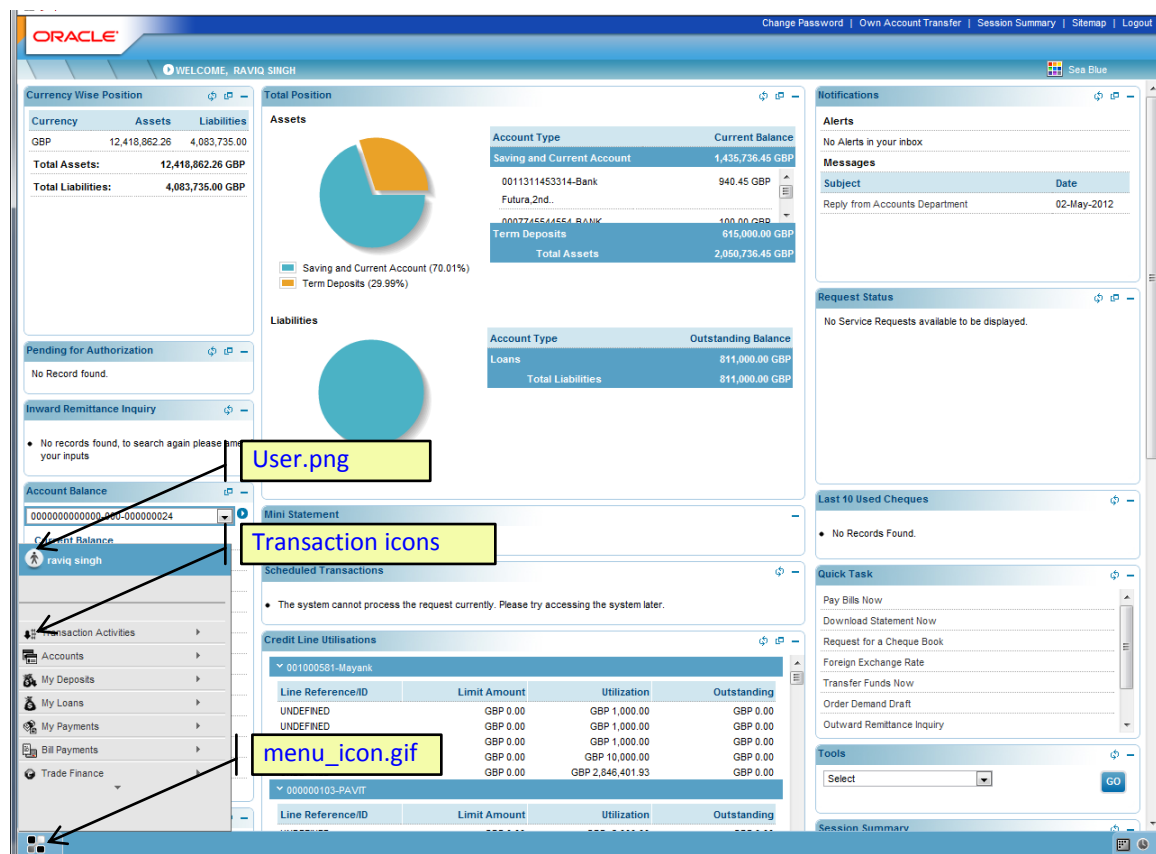 Change Password | Own Account Transfer | Session Summary | Sitemap | Logout
ORACLE
WELCOME, RAVIQ SINGH
Sea Blue
Currency Wise Position
Currency Assets Liabilities
GBP 12,418,862.26 4,083,735.00
Total Assets: 12,418,862.26 GBP
Total Liabilities: 4,083,735.00 GBP
Pending for Authorization
No Record found.
Inward Remittance Inquiry
No records found, to search again please
your inputs
Account Balance
0000000000000-000-000000024
Current Balance
raviq singh
Transaction Activities
Accounts
My Deposits
My Loans
My Payments
Bill Payments
Trade Finance
User.png
Transaction icons
menu_icon.gif
Total Position
Assets
Saving and Current Account (70.01%)
Term Deposits (29.99%)
Account Type Current Balance
Saving and Current Account 1,435,736.45 GBP
0011311453314-Bank 940.45 GBP
Futura,2nd..
0007745544554-BANK 100.00 GBP
Term Deposits 615,000.00 GBP
Total Assets 2,050,736.45 GBP
Liabilities
Account Type Outstanding Balance
Loans 811,000.00 GBP
Total Liabilities 811,000.00 GBP
Mini Statement
Scheduled Transactions
The system cannot process the request currently. Please try accessing the system later.
Credit Line Utilisations
001000581-Mayank
Line Reference/ID Limit Amount Utilization Outstanding
UNDEFINED GBP 0.00 GBP 1,000.00 GBP 0.00
UNDEFINED GBP 0.00 GBP 1,000.00 GBP 0.00
GBP 0.00 GBP 1,000.00 GBP 0.00
GBP 0.00 GBP 10,000.00 GBP 0.00
GBP 0.00 GBP 2,846,401.93 GBP 0.00
000000103-PAVIT
Line Reference/ID Limit Amount Utilization Outstanding
Notifications
Alerts
No Alerts in your inbox
Messages
Subject Date
Reply from Accounts Department 02-May-2012
Request Status
No Service Requests available to be displayed.
Last 10 Used Cheques
No Records Found.
Quick Task
Pay Bills Now
Download Statement Now
Request for a Cheque Book
Foreign Exchange Rate
Transfer Funds Now
Order Demand Draft
Outward Remittance Inquiry
Tools
Select
GO
Session Summary